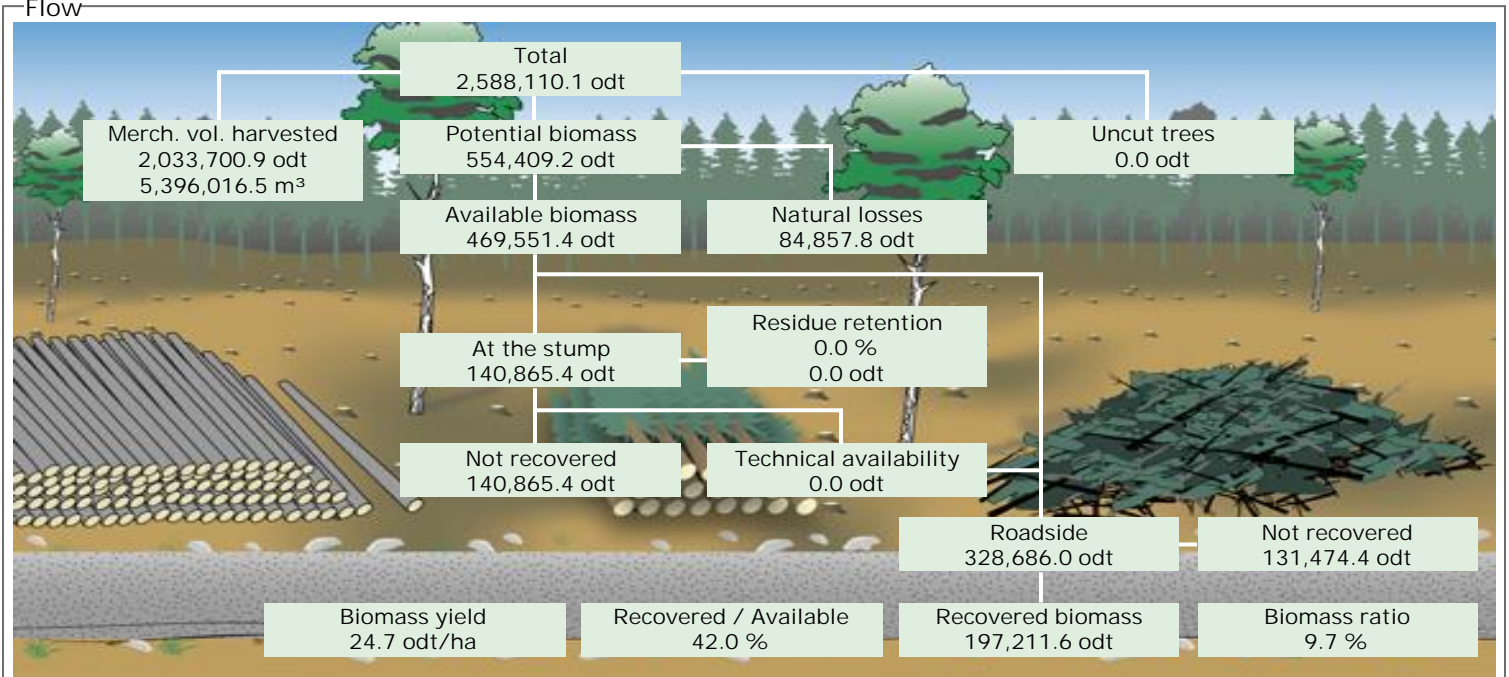 Flow
Total
2,588,110.1 odt
Merch. vol. harvested
2,033,700.9 odt
5,396,016.5 m³
Potential biomass
554,409.2 odt
Uncut trees
0.0 odt
Available biomass
469,551.4 odt
Natural losses
84,857.8 odt
At the stump
140,865.4 odt
Residue retention
0.0 %
0.0 odt
Not recovered
140,865.4 odt
Technical availability
0.0 odt
Roadside
328,686.0 odt
Not recovered
131,474.4 odt
Biomass yield
24.7 odt/ha
Recovered / Available
42.0 %
Recovered biomass
197,211.6 odt
Biomass ratio
9.7 %